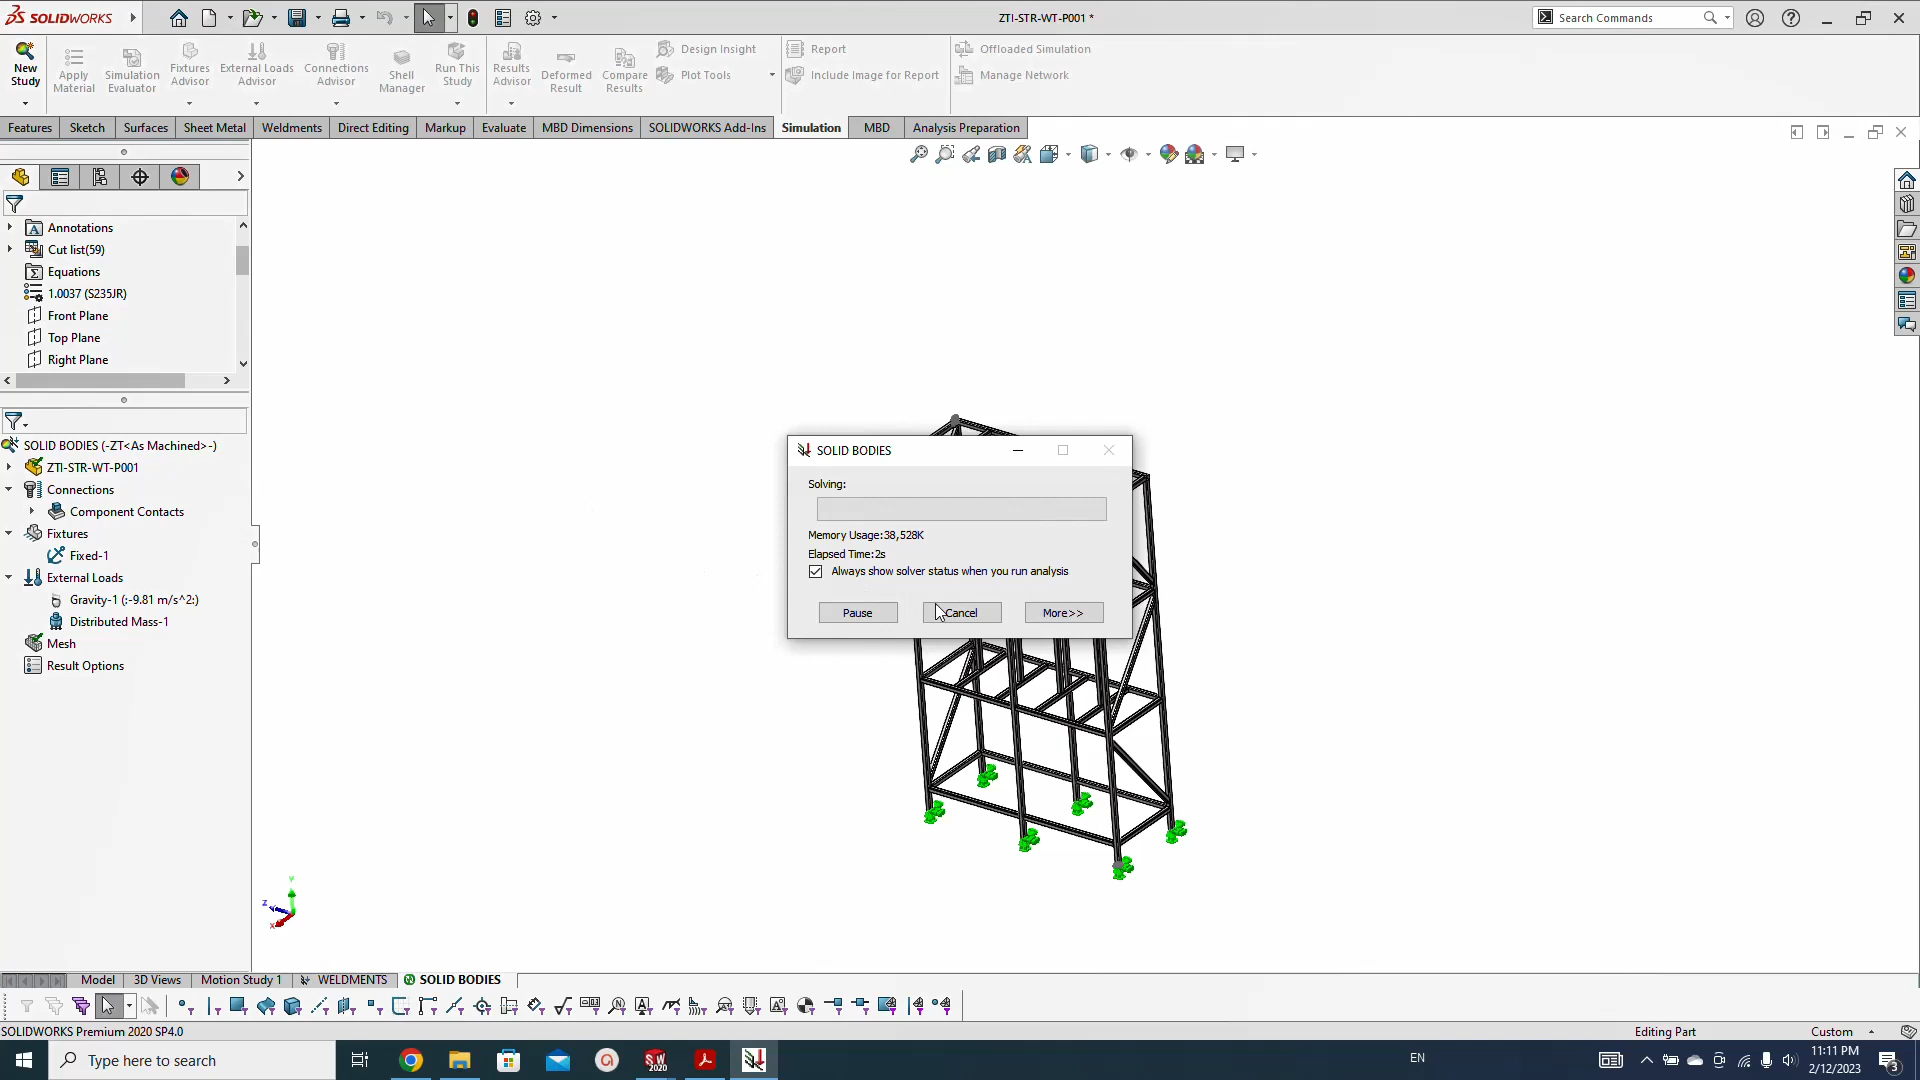 SOLIDWORKS
ZTI-STR-WT-P001 *
Search Commands
New Study
Apply Material
Simulation Evaluator
Fixtures Advisor
External Loads Advisor
Connections Advisor
Shell Manager
Run This Study
Results Advisor
Deformed Result
Compare Results
Design Insight
Plot Tools
Report
Include Image for Report
Offloaded Simulation
Manage Network
Features
Sketch
Surfaces
Sheet Metal
Weldments
Direct Editing
Markup
Evaluate
MBD Dimensions
SOLIDWORKS Add-Ins
Simulation
MBD
Analysis Preparation
Annotations
Cut list(59)
Equations
1.0037 (S235JR)
Front Plane
Top Plane
Right Plane
SOLID BODIES (-ZT<As Machined>-)
ZTI-STR-WT-P001
Connections
Component Contacts
Fixtures
Fixed-1
External Loads
Gravity-1 (:-9.81 m/s^2:)
Distributed Mass-1
Mesh
Result Options
SOLID BODIES
Solving:
Memory Usage:38,528K
Elapsed Time:2s
Always show solver status when you run analysis
Pause
Cancel
More>>
Y
Z
X
Model
3D Views
Motion Study 1
WELDMENTS
SOLID BODIES
SOLIDWORKS Premium 2020 SP4.0
Editing Part
Custom
Type here to search
EN
11:11 PM
2/12/2023
3